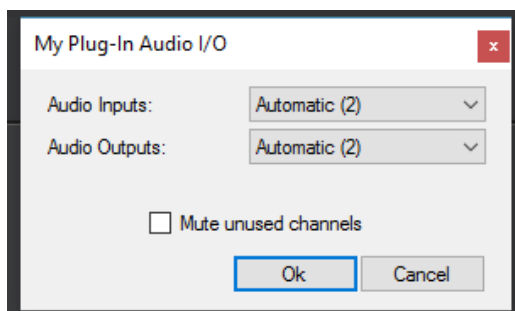 My Plug-In Audio I/O
x
Audio Inputs: Automatic (2)
Audio Outputs: Automatic (2)
Mute unused channels
Ok Cancel